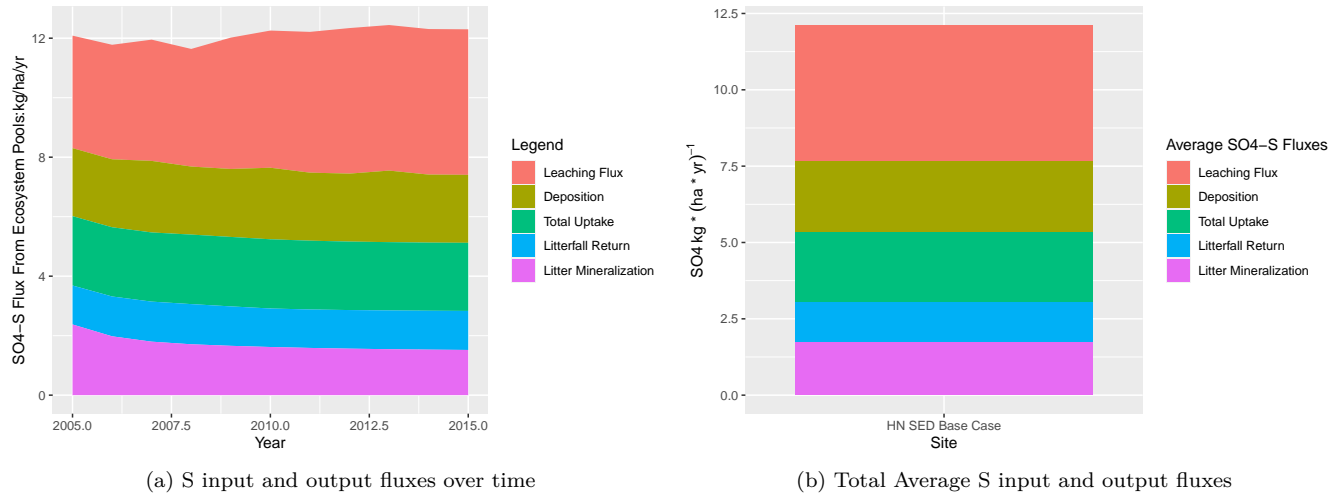 SO4−S Flux From Ecosystem Pools:kg/ha/yr
12
8
4
0
2005.0 2007.5 2010.0 2012.5 2015.0
Year
Legend
Leaching Flux
Deposition
Total Uptake
Litterfall Return
Litter Mineralization
(a) S input and output fluxes over time
SO4 kg * (ha * yr)⁻¹
12.5
10.0
7.5
5.0
2.5
0.0
HN SED Base Case
Site
Average SO4−S Fluxes
Leaching Flux
Deposition
Total Uptake
Litterfall Return
Litter Mineralization
(b) Total Average S input and output fluxes